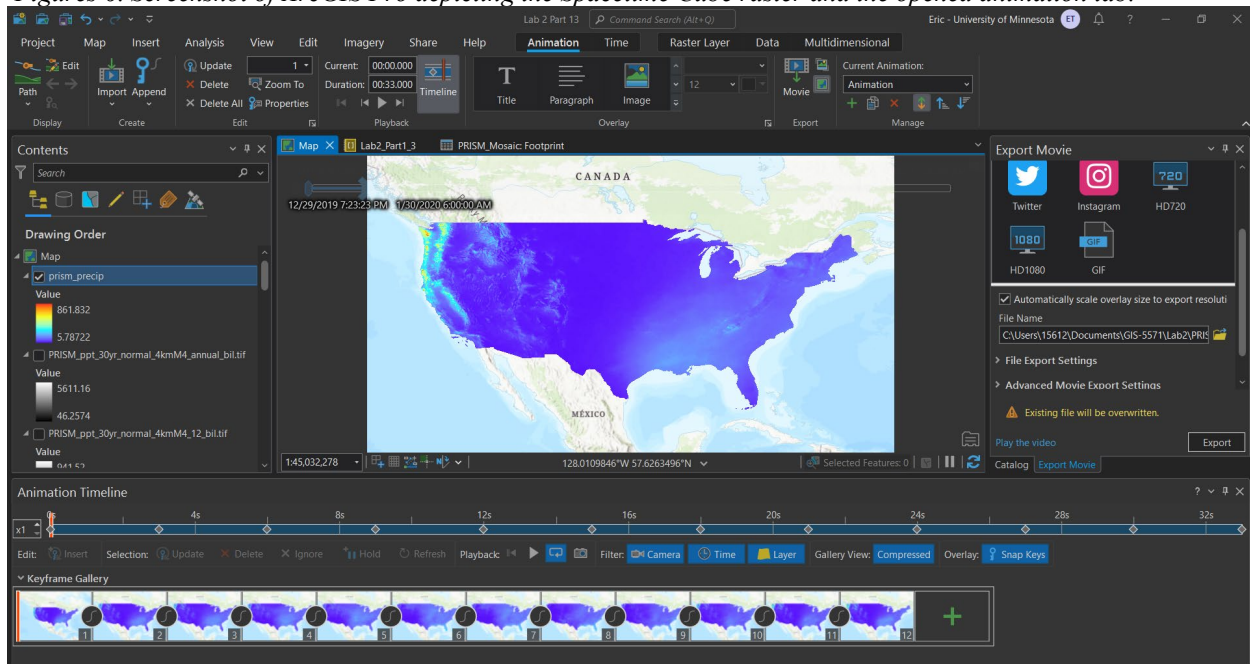 Figures 6: Screenshot of ArcGIS Pro depicting the Spacetime Cubed raster and the opened animation tab.
Lab 2 Part 13
Command Search (Alt+Q)
Eric - University of Minnesota
ET
?
Project Map Insert Analysis View Edit Imagery Share Help Animation Time Raster Layer Data Multidimensional
Path
Edit
Display
Import Append
Create
Update
Delete
Delete All
1
Zoom To
Properties
Edit
Current: 00:00.000
Duration: 00:33.000
Timeline
Playback
Title
Paragraph
Image
12
Overlay
Movie
Export
Current Animation:
Animation
Manage
Contents
Search
Drawing Order
Map
prism_precip
Value
861.832
5.78722
PRISM_ppt_30yr_normal_4kmM4_annual_bil.tif
Value
5611.16
46.2574
PRISM_ppt_30yr_normal_4kmM4_12_bil.tif
Value
941.52
Map
Lab2_Part1_3
PRISM_Mosaic: Footprint
CANADA
12/29/2019 7:23:23 PM 1/30/2020 6:00:00 AM
MÉXICO
1:45,032,278
128.0109846°W 57.6263496°N
Selected Features: 0
Export Movie
Twitter
Instagram
720
HD720
1080
HD1080
GIF
GIF
Automatically scale overlay size to export resoluti
File Name
C:\Users\15612\Documents\GIS-5571\Lab2\PRIS
File Export Settings
Advanced Movie Export Settings
Existing file will be overwritten.
Play the video
Export
Catalog Export Movie
Animation Timeline
?
x1
0s 4s 8s 12s 16s 20s 24s 28s 32s
Edit: Insert Selection: Update Delete Ignore Hold Refresh Playback: Filter: Camera Time Layer Gallery View: Compressed Overlay: Snap Keys
Keyframe Gallery
1 2 3 4 5 6 7 8 9 10 11 12